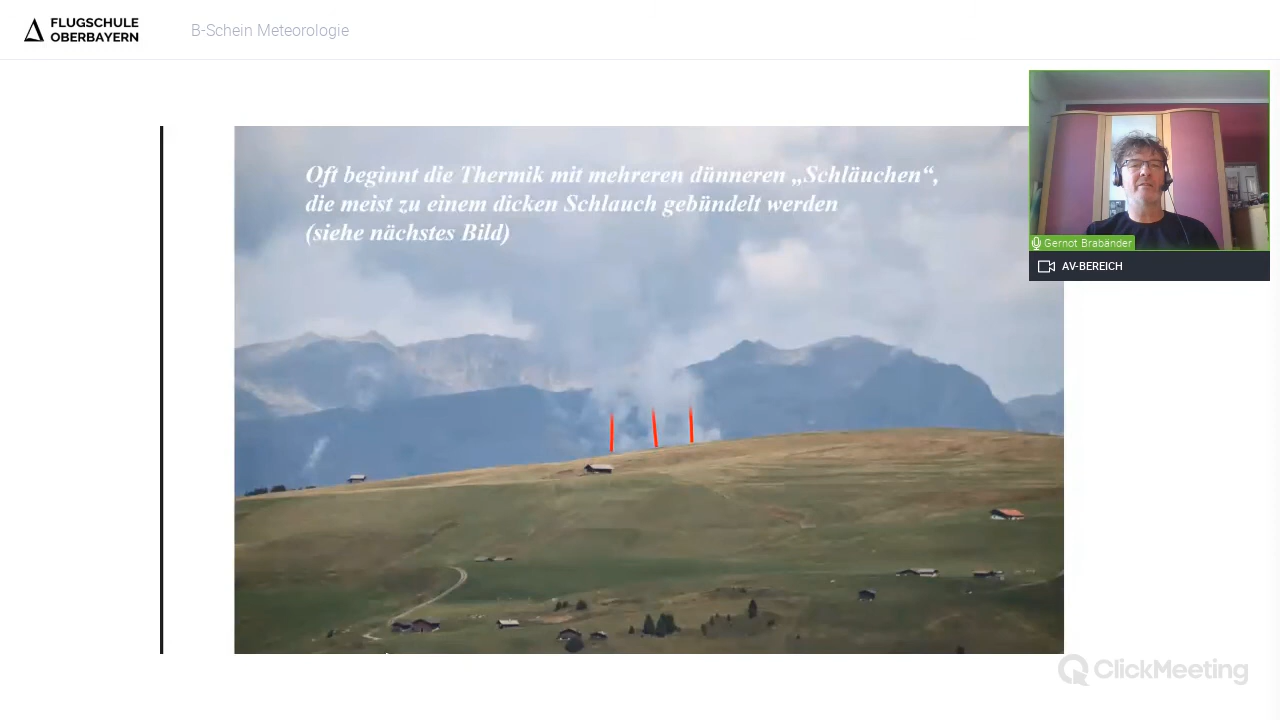 FLUGSCHULE
OBERBAYERN
B-Schein Meteorologie
Oft beginnt die Thermik mit mehreren dünneren „Schläuchen“,
die meist zu einem dicken Schlauch gebündelt werden
(siehe nächstes Bild)
Gernot Brabänder
AV-BEREICH
ClickMeeting